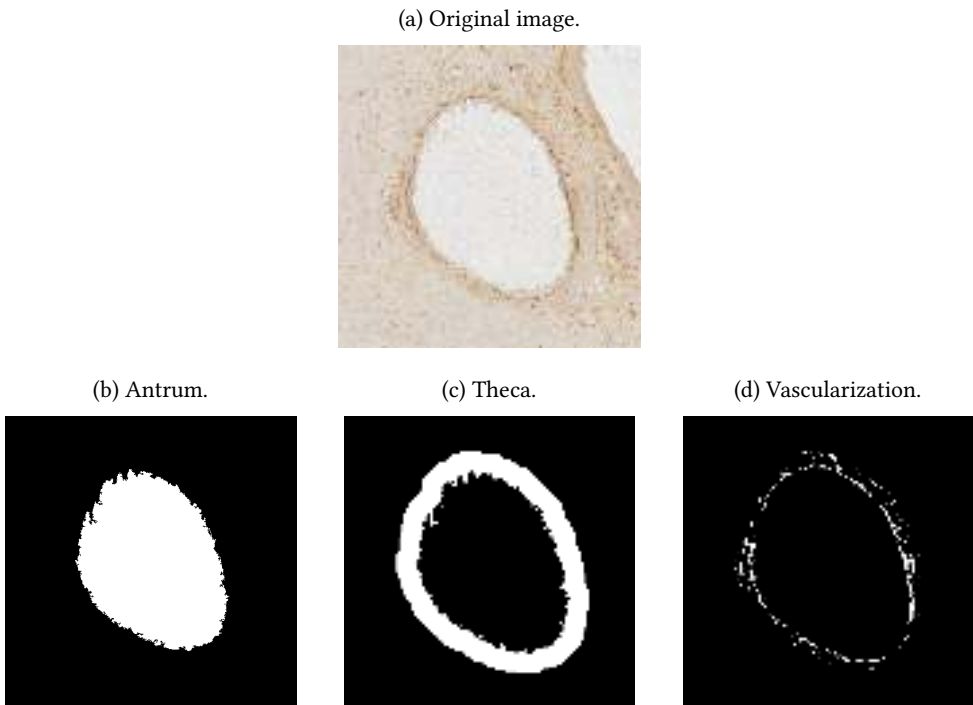 (a) Original image.
(b) Antrum.
(c) Theca.
(d) Vascularization.